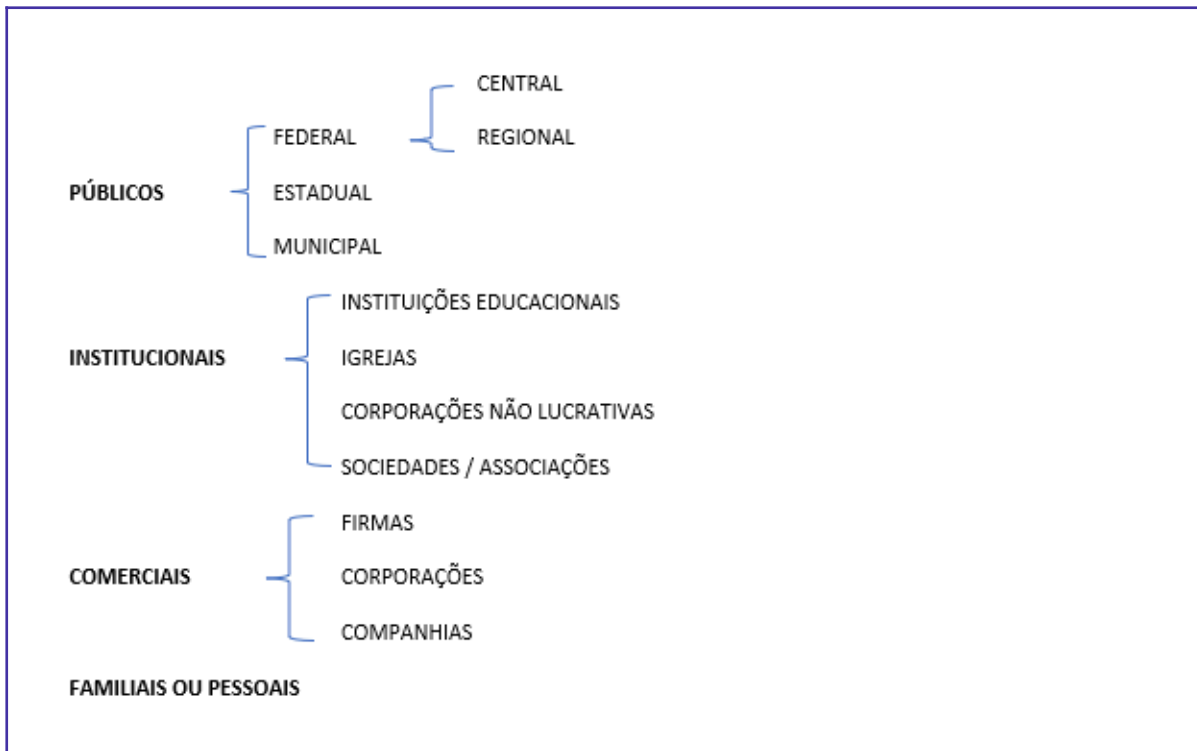 CENTRAL
FEDERAL REGIONAL
PÚBLICOS ESTADUAL
MUNICIPAL
INSTITUIÇÕES EDUCACIONAIS
INSTITUCIONAIS IGREJAS
CORPORAÇÕES NÃO LUCRATIVAS
SOCIEDADES / ASSOCIAÇÕES
FIRMAS
COMERCIAIS CORPORAÇÕES
COMPANHIAS
FAMILIAIS OU PESSOAIS